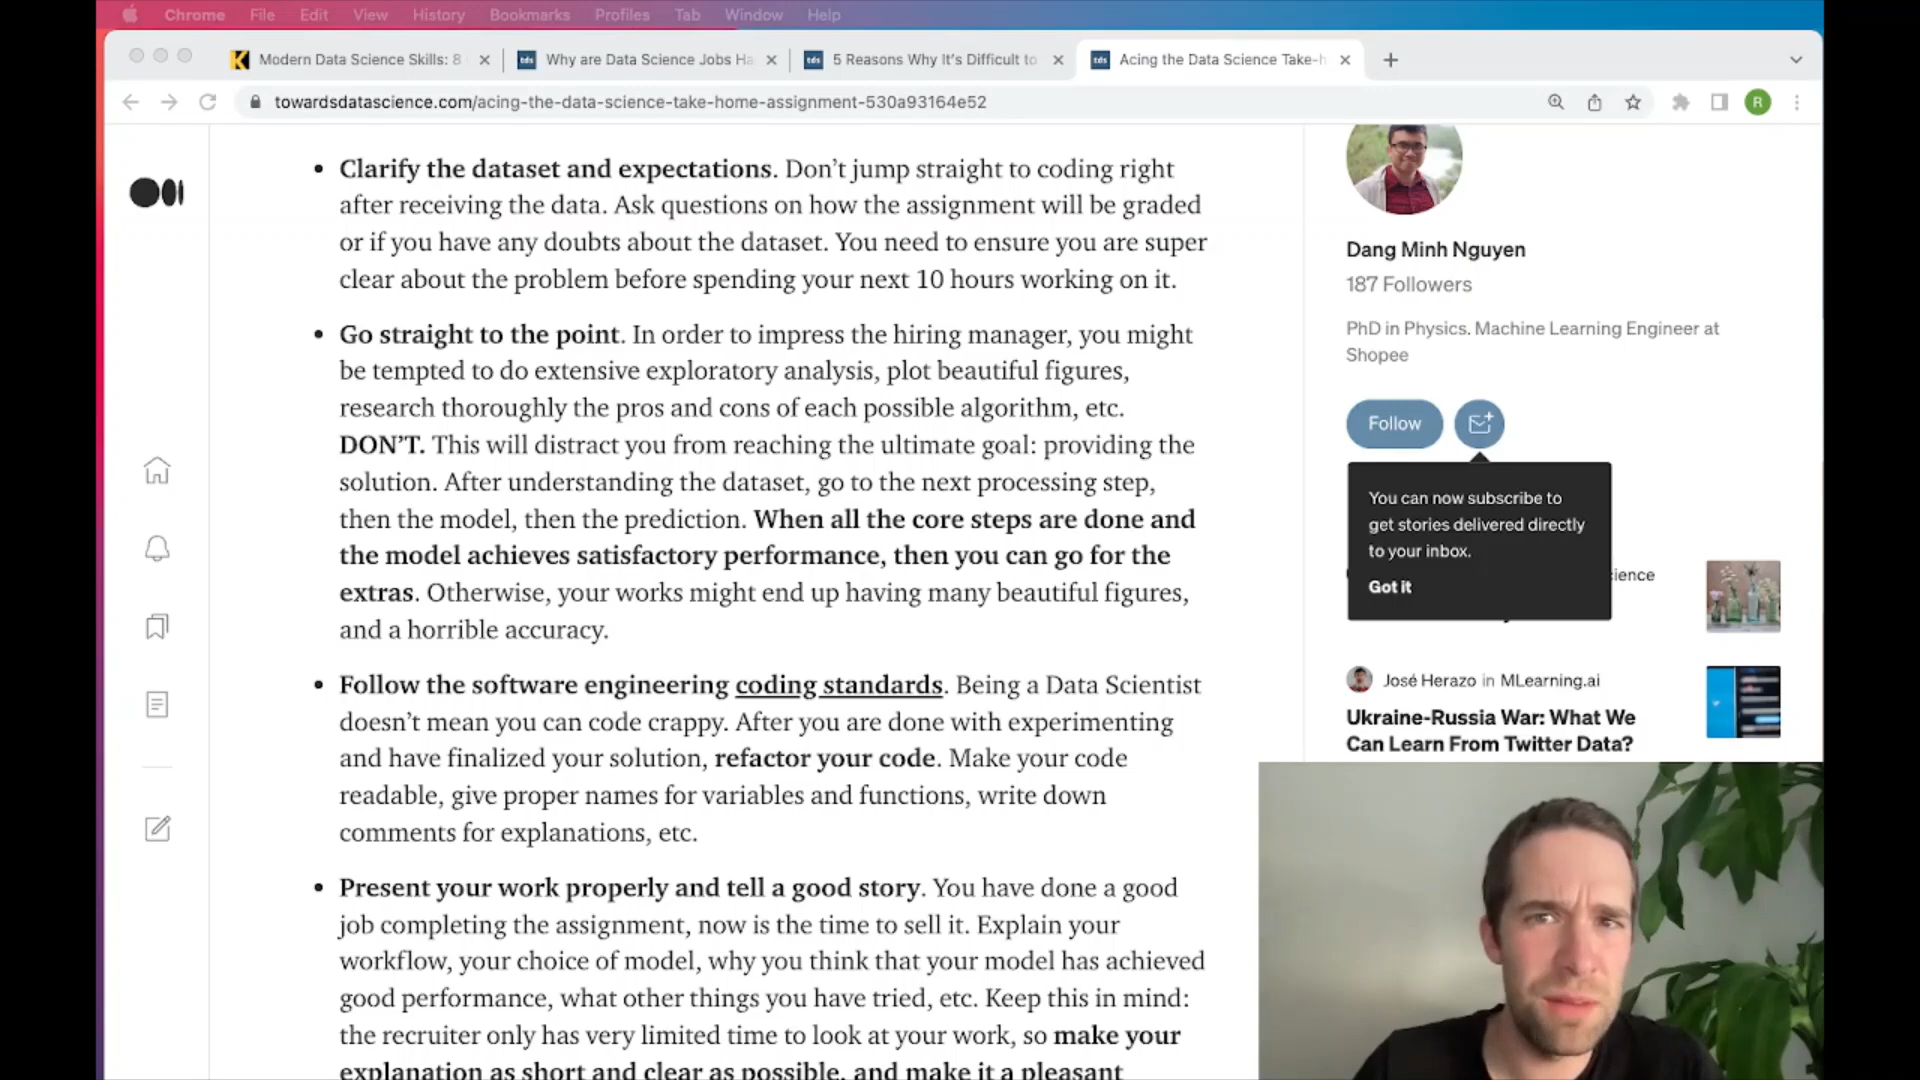 Chrome File Edit View History Bookmarks Profiles Tab Window Help
Modern Data Science Skills: 8
Why are Data Science Jobs Ha
5 Reasons Why It's Difficult to
Acing the Data Science Take-h
towardsdatascience.com/acing-the-data-science-take-home-assignment-530a93164e52
R
• Clarify the dataset and expectations. Don't jump straight to coding right
after receiving the data. Ask questions on how the assignment will be graded
or if you have any doubts about the dataset. You need to ensure you are super
clear about the problem before spending your next 10 hours working on it.
• Go straight to the point. In order to impress the hiring manager, you might
be tempted to do extensive exploratory analysis, plot beautiful figures,
research thoroughly the pros and cons of each possible algorithm, etc.
DON'T. This will distract you from reaching the ultimate goal: providing the
solution. After understanding the dataset, go to the next processing step,
then the model, then the prediction. When all the core steps are done and
the model achieves satisfactory performance, then you can go for the
extras. Otherwise, your works might end up having many beautiful figures,
and a horrible accuracy.
• Follow the software engineering coding standards. Being a Data Scientist
doesn't mean you can code crappy. After you are done with experimenting
and have finalized your solution, refactor your code. Make your code
readable, give proper names for variables and functions, write down
comments for explanations, etc.
• Present your work properly and tell a good story. You have done a good
job completing the assignment, now is the time to sell it. Explain your
workflow, your choice of model, why you think that your model has achieved
good performance, what other things you have tried, etc. Keep this in mind:
the recruiter only has very limited time to look at your work, so make your
explanation as short and clear as possible, and make it a pleasant
Dang Minh Nguyen
187 Followers
PhD in Physics. Machine Learning Engineer at
Shopee
Follow
You can now subscribe to
get stories delivered directly
to your inbox.
Got it
ience
José Herazo in MLearning.ai
Ukraine-Russia War: What We
Can Learn From Twitter Data?